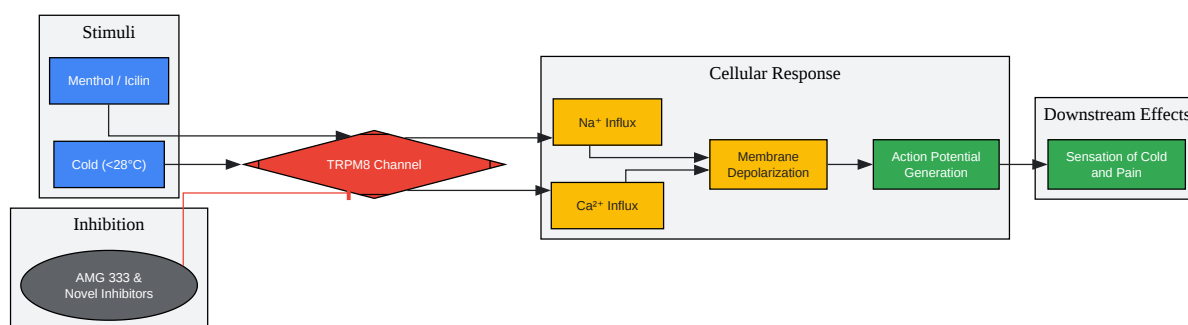 Stimuli
Menthol / Icilin
Cold (<28°C)
Inhibition
AMG 333 &
Novel Inhibitors
TRPM8 Channel
Cellular Response
Na⁺ Influx
Ca²⁺ Influx
Membrane
Depolarization
Action Potential
Generation
Downstream Effects
Sensation of Cold
and Pain